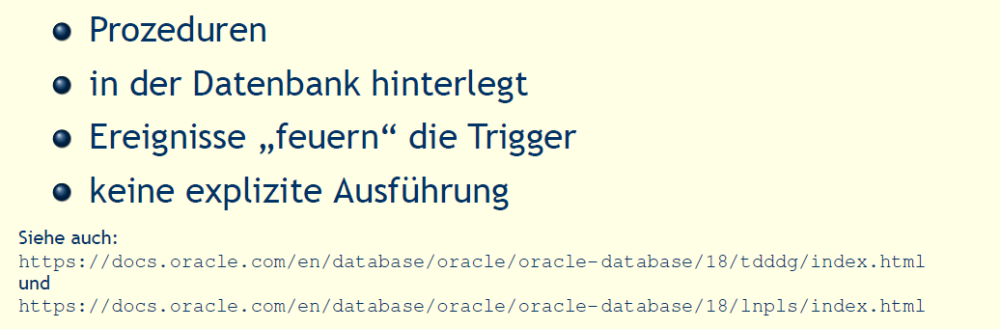 Prozeduren
in der Datenbank hinterlegt
Ereignisse „feuern“ die Trigger
keine explizite Ausführung
Siehe auch:
https://docs.oracle.com/en/database/oracle/oracle-database/18/tdddg/index.html
und
https://docs.oracle.com/en/database/oracle/oracle-database/18/lnpls/index.html